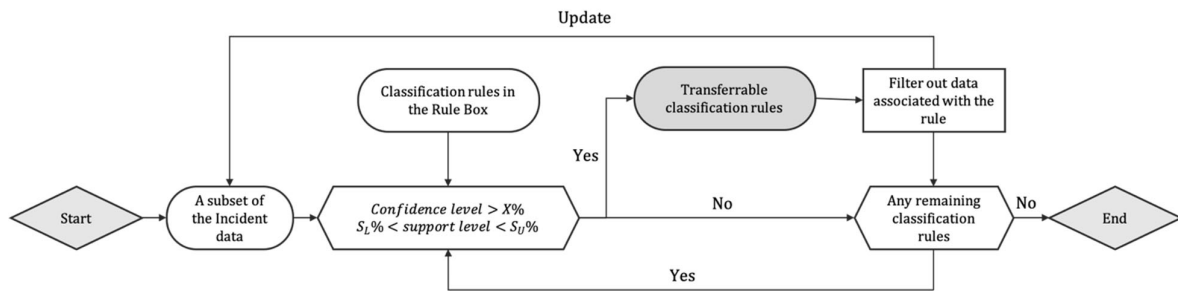 Update
Classification rules in
the Rule Box
Transferrable
classification rules
Filter out data
associated with the
rule
Yes
Start
A subset of
the Incident
data
Confidence level > X%
S_L% < support level < S_U%
No
Any remaining
classification
rules
No
End
Yes